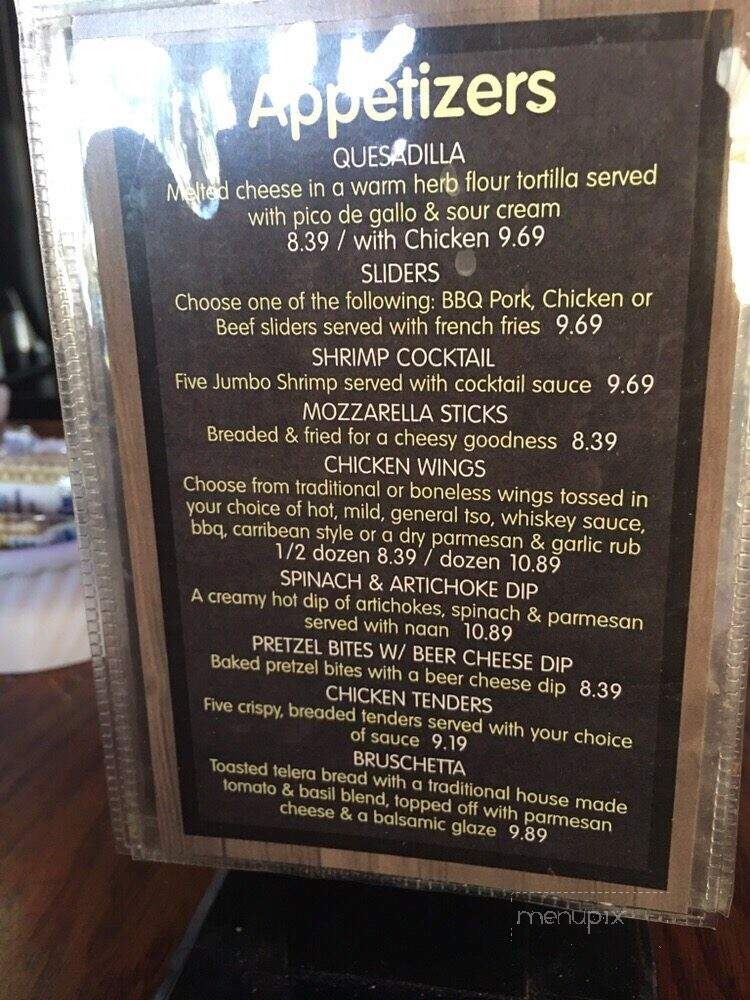 Appetizers
QUESADILLA
Melted cheese in a warm herb flour tortilla served
with pico de gallo & sour cream
8.39 / with Chicken 9.69
SLIDERS
Choose one of the following: BBQ Pork, Chicken or
Beef sliders served with french fries 9.69
SHRIMP COCKTAIL
Five Jumbo Shrimp served with cocktail sauce 9.69
MOZZARELLA STICKS
Breaded & fried for a cheesy goodness 8.39
CHICKEN WINGS
Choose from traditional or boneless wings tossed in
your choice of hot, mild, general tso, whiskey sauce,
bbq, carribean style or a dry parmesan & garlic rub
1/2 dozen 8.39 / dozen 10.89
SPINACH & ARTICHOKE DIP
A creamy hot dip of artichokes, spinach & parmesan
served with naan 10.89
PRETZEL BITES W/ BEER CHEESE DIP
Baked pretzel bites with a beer cheese dip 8.39
CHICKEN TENDERS
Five crispy, breaded tenders served with your choice
of sauce 9.19
BRUSCHETTA
Toasted telera bread with a traditional house made
tomato & basil blend, topped off with parmesan
cheese & a balsamic glaze 9.89
menupix